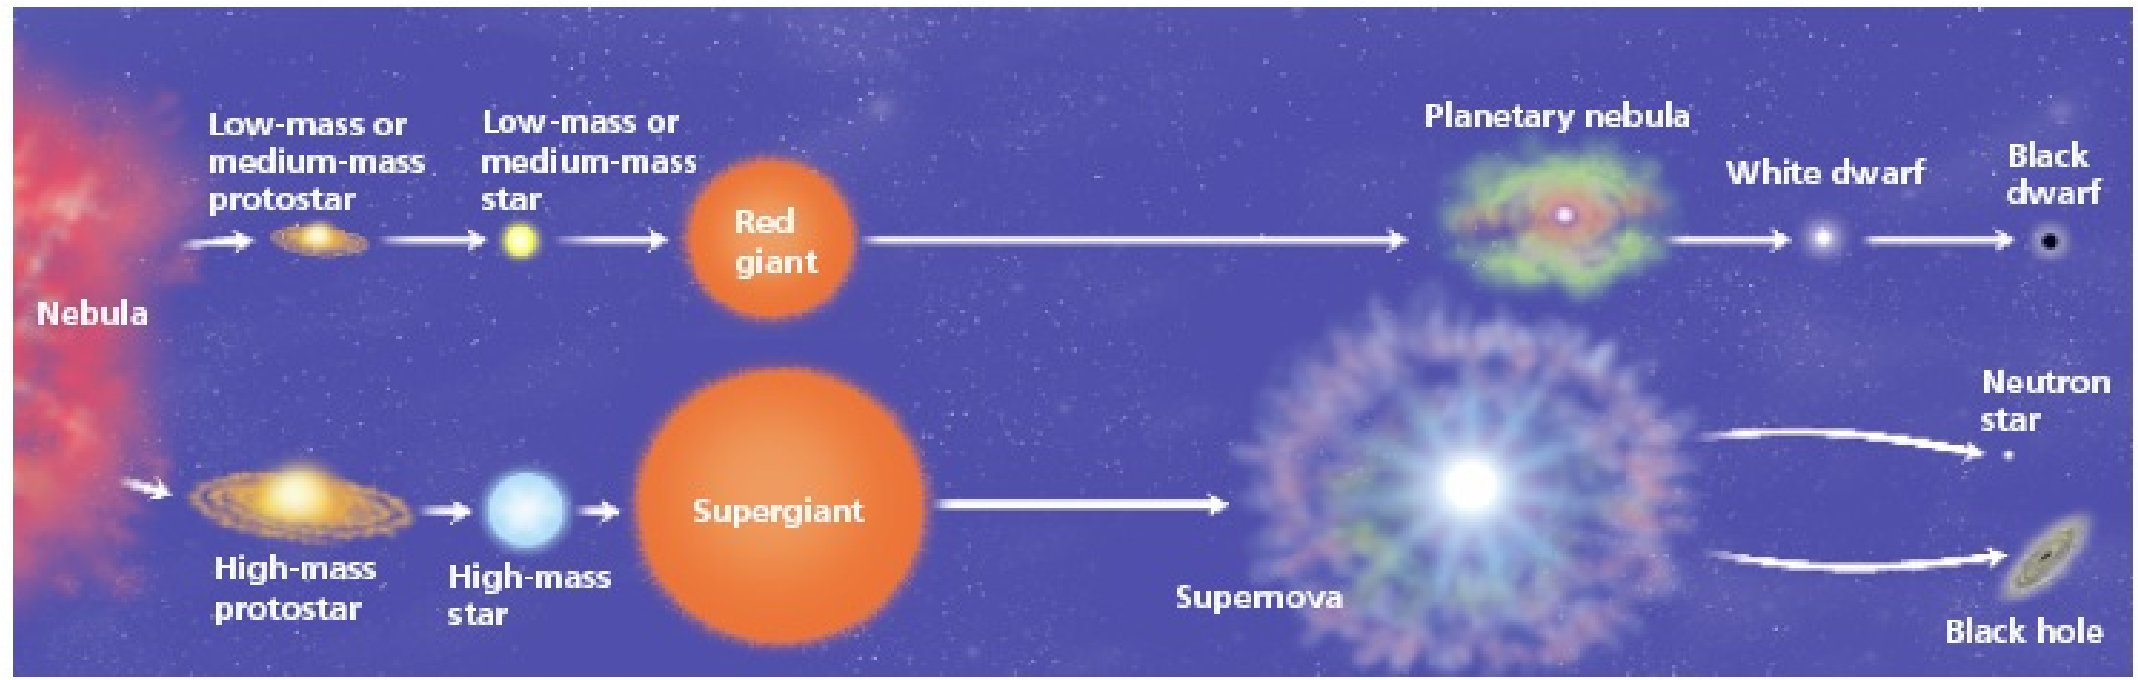 Low-mass or
medium-mass
protostar
Low-mass or
medium-mass
star
Red
giant
Planetary nebula
White dwarf
Black
dwarf
Nebula
High-mass
protostar
High-mass
star
Supergiant
Supernova
Neutron
star
Black hole